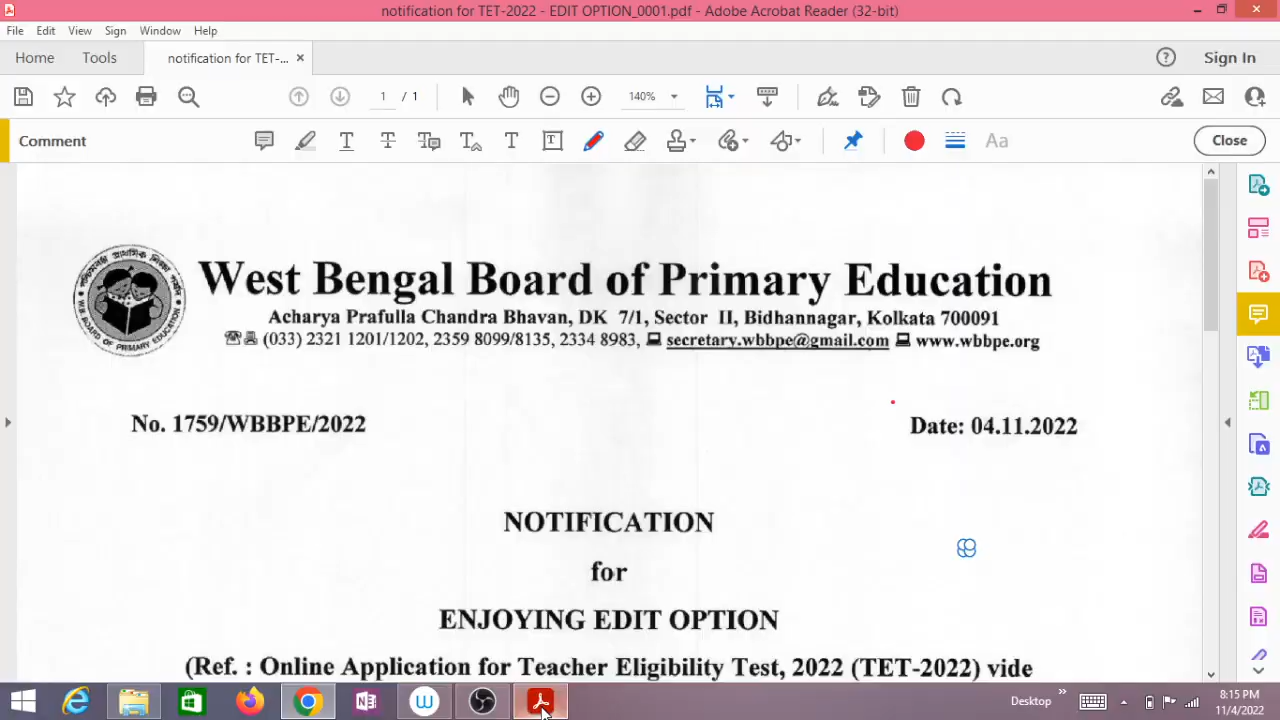 notification for TET-2022 - EDIT OPTION_0001.pdf - Adobe Acrobat Reader (32-bit)
File Edit View Sign Window Help
Home Tools notification for TET-... × Sign In
1 / 1 140%
Comment Aa Close
West Bengal Board of Primary Education
Acharya Prafulla Chandra Bhavan, DK 7/1, Sector II, Bidhannagar, Kolkata 700091
(033) 2321 1201/1202, 2359 8099/8135, 2334 8983, secretary.wbbpe@gmail.com www.wbbpe.org
No. 1759/WBBPE/2022 Date: 04.11.2022
NOTIFICATION
for
ENJOYING EDIT OPTION
(Ref. : Online Application for Teacher Eligibility Test, 2022 (TET-2022) vide
Desktop
8:15 PM
11/4/2022